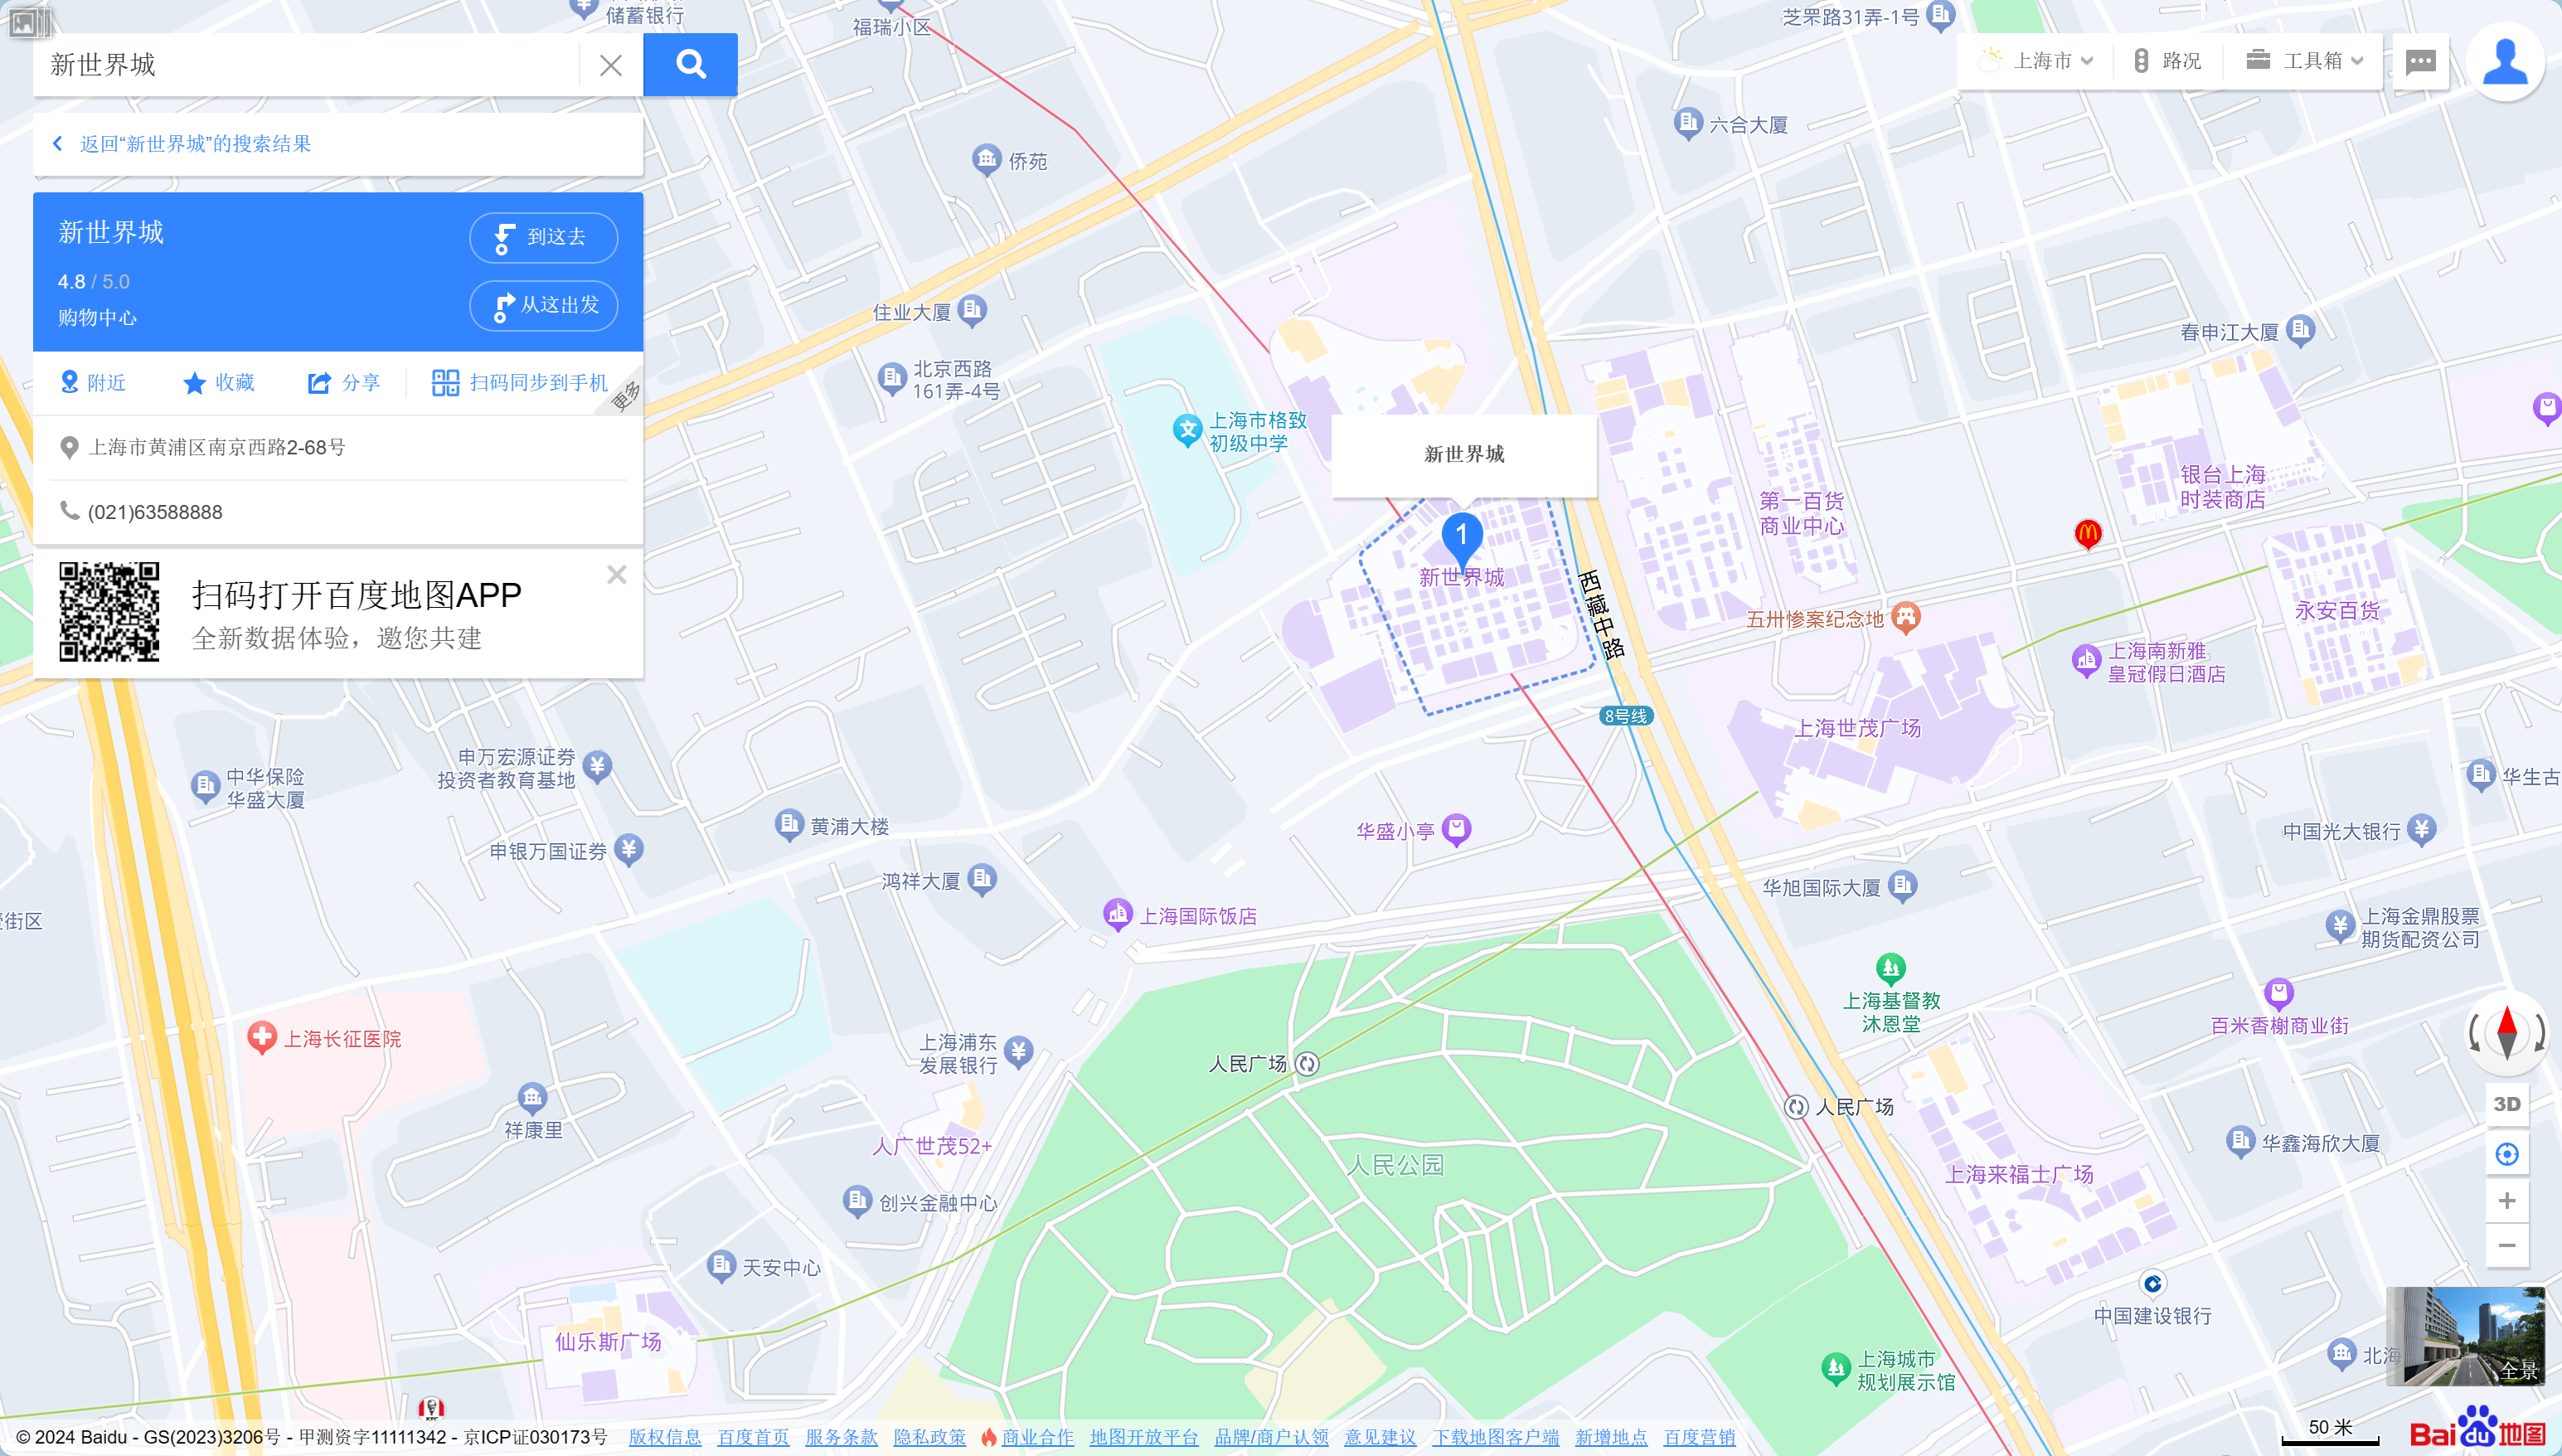 储蓄银行
福瑞小区
芝罘路31弄-1号
新世界城
上海市
路况
工具箱
返回“新世界城”的搜索结果
新世界城
到这去
4.8 / 5.0
从这出发
购物中心
附近
收藏
分享
扫码同步到手机
更多
上海市黄浦区南京西路2-68号
(021)63588888
扫码打开百度地图APP
全新数据体验，邀您共建
六合大厦
侨苑
住业大厦
北京西路
161弄-4号
上海市格致
初级中学
新世界城
1
新世界城
西藏中路
8号线
第一百货
商业中心
春申江大厦
银台上海
时装商店
永安百货
五卅惨案纪念地
上海南新雅
皇冠假日酒店
上海世茂广场
华生古
中国光大银行
华旭国际大厦
上海金鼎股票
期货配资公司
上海基督教
沐恩堂
百米香榭商业街
申万宏源证券
投资者教育基地
中华保险
华盛大厦
黄浦大楼
申银万国证券
鸿祥大厦
华盛小亭
上海国际饭店
街区
上海长征医院
上海浦东
发展银行
人民广场
人民广场
祥康里
人广世茂52+
人民公园
华鑫海欣大厦
上海来福士广场
创兴金融中心
天安中心
中国建设银行
仙乐斯广场
上海城市
规划展示馆
北海
3D
全景
KFC
50 米
Bai du 地图
© 2024 Baidu - GS(2023)3206号 - 甲测资字11111342 - 京ICP证030173号 版权信息 百度首页 服务条款 隐私政策 商业合作 地图开放平台 品牌/商户认领 意见建议 下载地图客户端 新增地点 百度营销